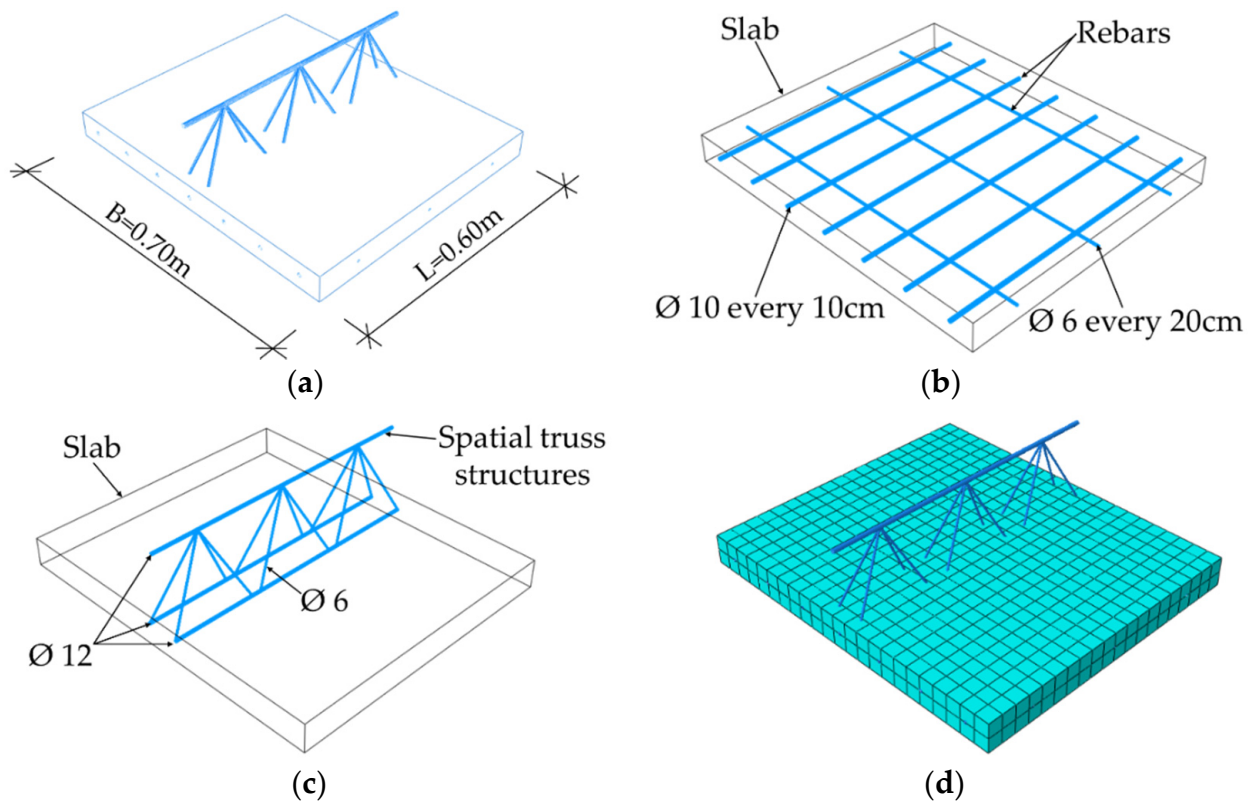 B=0.70m
L=0.60m
(a)
Slab
Rebars
Ø 10 every 10cm
Ø 6 every 20cm
(b)
Slab
Spatial truss
structures
Ø 6
Ø 12
(c)
(d)